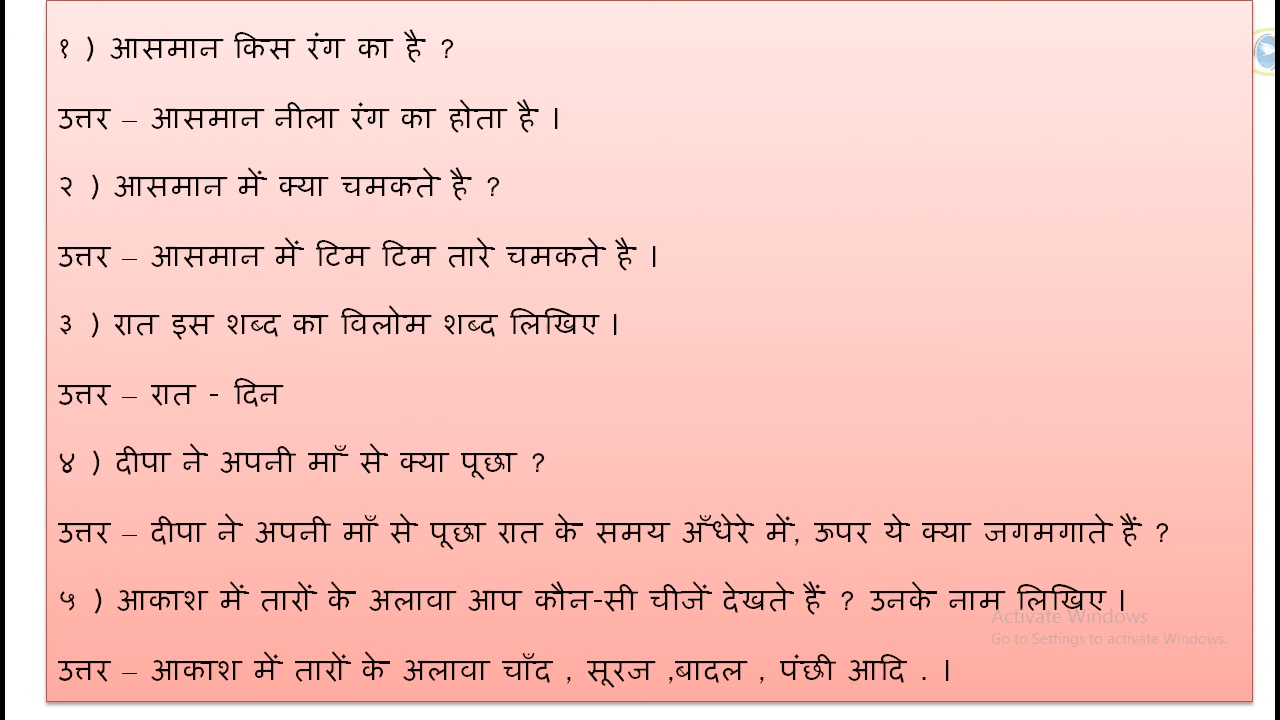 १ ) आसमान किस रंग का है ?
उत्तर – आसमान नीला रंग का होता है ।
२ ) आसमान में क्या चमकते है ?
उत्तर – आसमान में टिम टिम तारे चमकते है ।
३ ) रात इस शब्द का विलोम शब्द लिखिए ।
उत्तर – रात - दिन
४ ) दीपा ने अपनी माँ से क्या पूछा ?
उत्तर – दीपा ने अपनी माँ से पूछा रात के समय अँधेरे में, ऊपर ये क्या जगमगाते हैं ?
५ ) आकाश में तारों के अलावा आप कौन-सी चीजें देखते हैं ? उनके नाम लिखिए ।
Activate Windows
Go to Settings to activate Windows.
उत्तर – आकाश में तारों के अलावा चाँद , सूरज ,बादल , पंछी आदि . ।